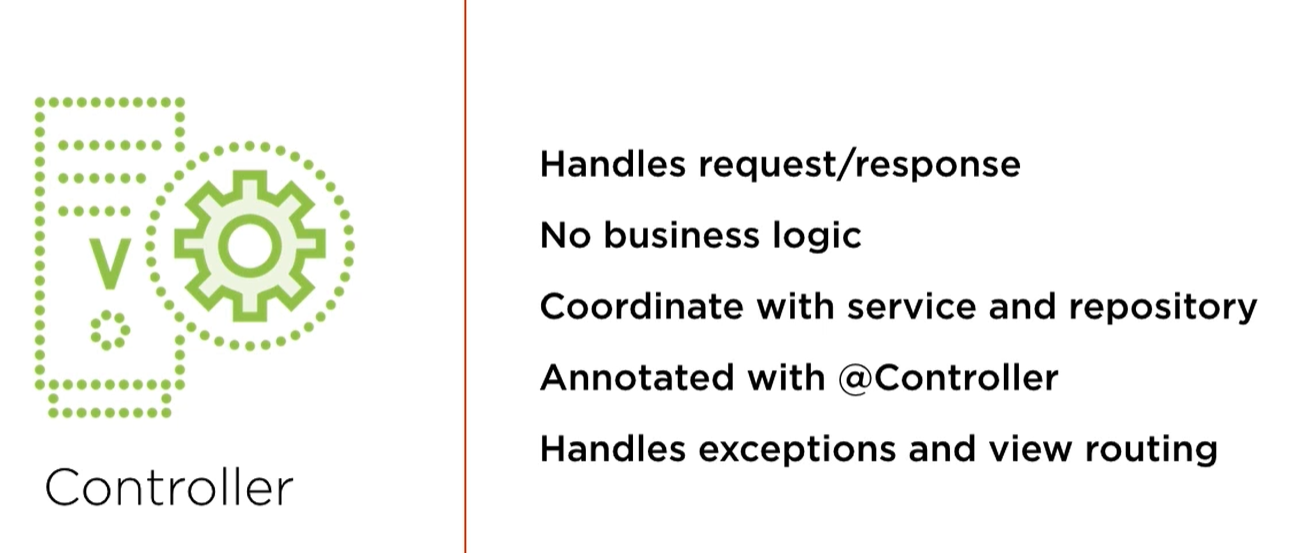 Handles request/response
No business logic
Coordinate with service and repository
Annotated with @Controller
Handles exceptions and view routing
V
Controller